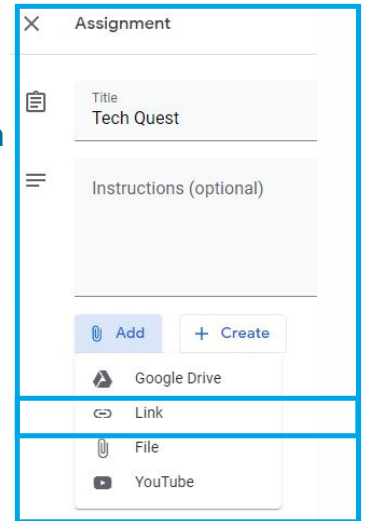 Assignment
Title
Tech Quest
Instructions (optional)
Add + Create
Google Drive
Link
File
YouTube